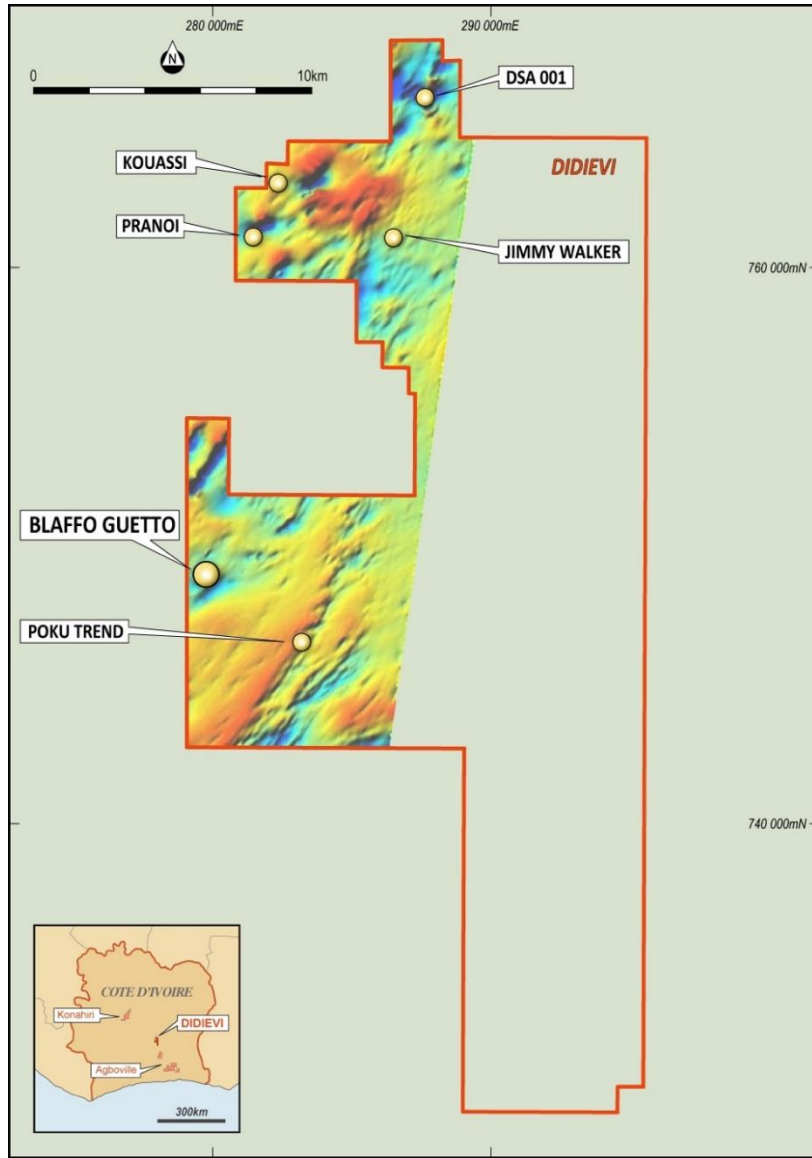 280 000mE
290 000mE
0
10km
DSA 001
DIDIEVI
KOUASSI
PRANOI
JIMMY WALKER
760 000mN
BLAFFO GUETTO
POKU TREND
740 000mN
COTE D'IVOIRE
Konahiri
DIDIEVI
Agboville
300km